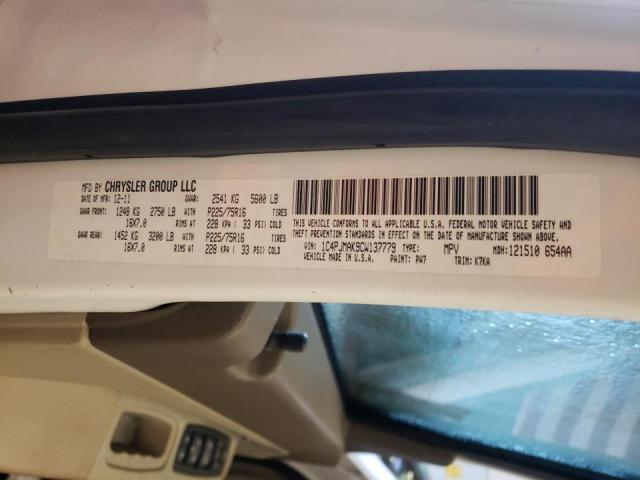 MFD BY CHRYSLER GROUP LLC
DATE OF MFR: 12-11 GVWR: 2541 KG 5600 LB
GAWR FRONT: 1248 KG 2750 LB WITH P225/75R16 TIRES
16X7.0 RIMS AT 228 KPA ( 33 PSI) COLD
GAWR REAR: 1452 KG 3200 LB WITH P225/75R16 TIRES
16X7.0 RIMS AT 228 KPA ( 33 PSI) COLD
THIS VEHICLE CONFORMS TO ALL APPLICABLE U.S.A. FEDERAL MOTOR VEHICLE SAFETY
AND THEFT PREVENTION STANDARDS IN EFFECT ON THE DATE OF MANUFACTURE SHOWN ABOVE.
VIN: 1C4PJMAK9CW137779 TYPE: MPV MDH: 121510 654AA
VEHICLE MADE IN U.S.A. PAINT: PW7 TRIM: K7KA